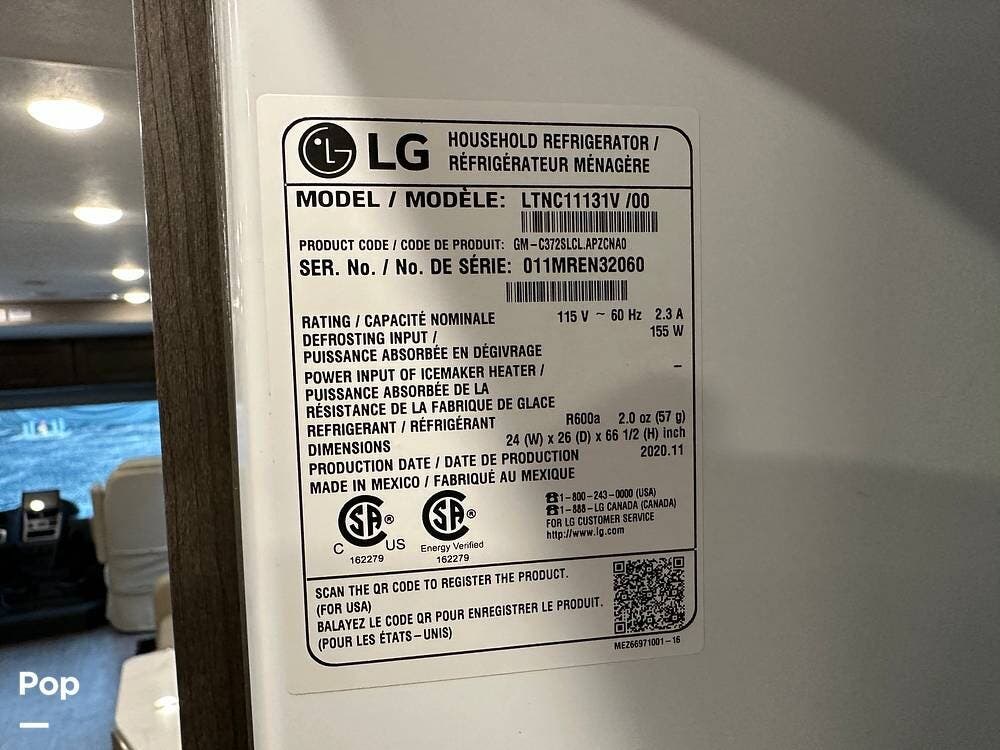 LG HOUSEHOLD REFRIGERATOR /
RÉFRIGÉRATEUR MÉNAGÈRE
MODEL / MODÈLE: LTNC11131V /00
PRODUCT CODE / CODE DE PRODUIT: GM-C372SLCL.APZCNA0
SER. No. / No. DE SÉRIE: 011MREN32060
RATING / CAPACITÉ NOMINALE 115 V ~ 60 Hz 2.3 A
DEFROSTING INPUT / 155 W
PUISSANCE ABSORBÉE EN DÉGIVRAGE
POWER INPUT OF ICEMAKER HEATER / –
PUISSANCE ABSORBÉE DE LA
RÉSISTANCE DE LA FABRIQUE DE GLACE
REFRIGERANT / RÉFRIGÉRANT R600a 2.0 oz (57 g)
DIMENSIONS 24 (W) x 26 (D) x 66 1/2 (H) inch
PRODUCTION DATE / DATE DE PRODUCTION 2020.11
MADE IN MEXICO / FABRIQUÉ AU MEXIQUE
☎1-800-243-0000 (USA)
☎1-888-LG CANADA (CANADA)
FOR LG CUSTOMER SERVICE
http://www.lg.com
C SA ® US
162279
SA ®
Energy Verified
162279
SCAN THE QR CODE TO REGISTER THE PRODUCT.
(FOR USA)
BALAYEZ LE CODE QR POUR ENREGISTRER LE PRODUIT.
(POUR LES ÉTATS-UNIS)
MEZ66971001-16
Pop